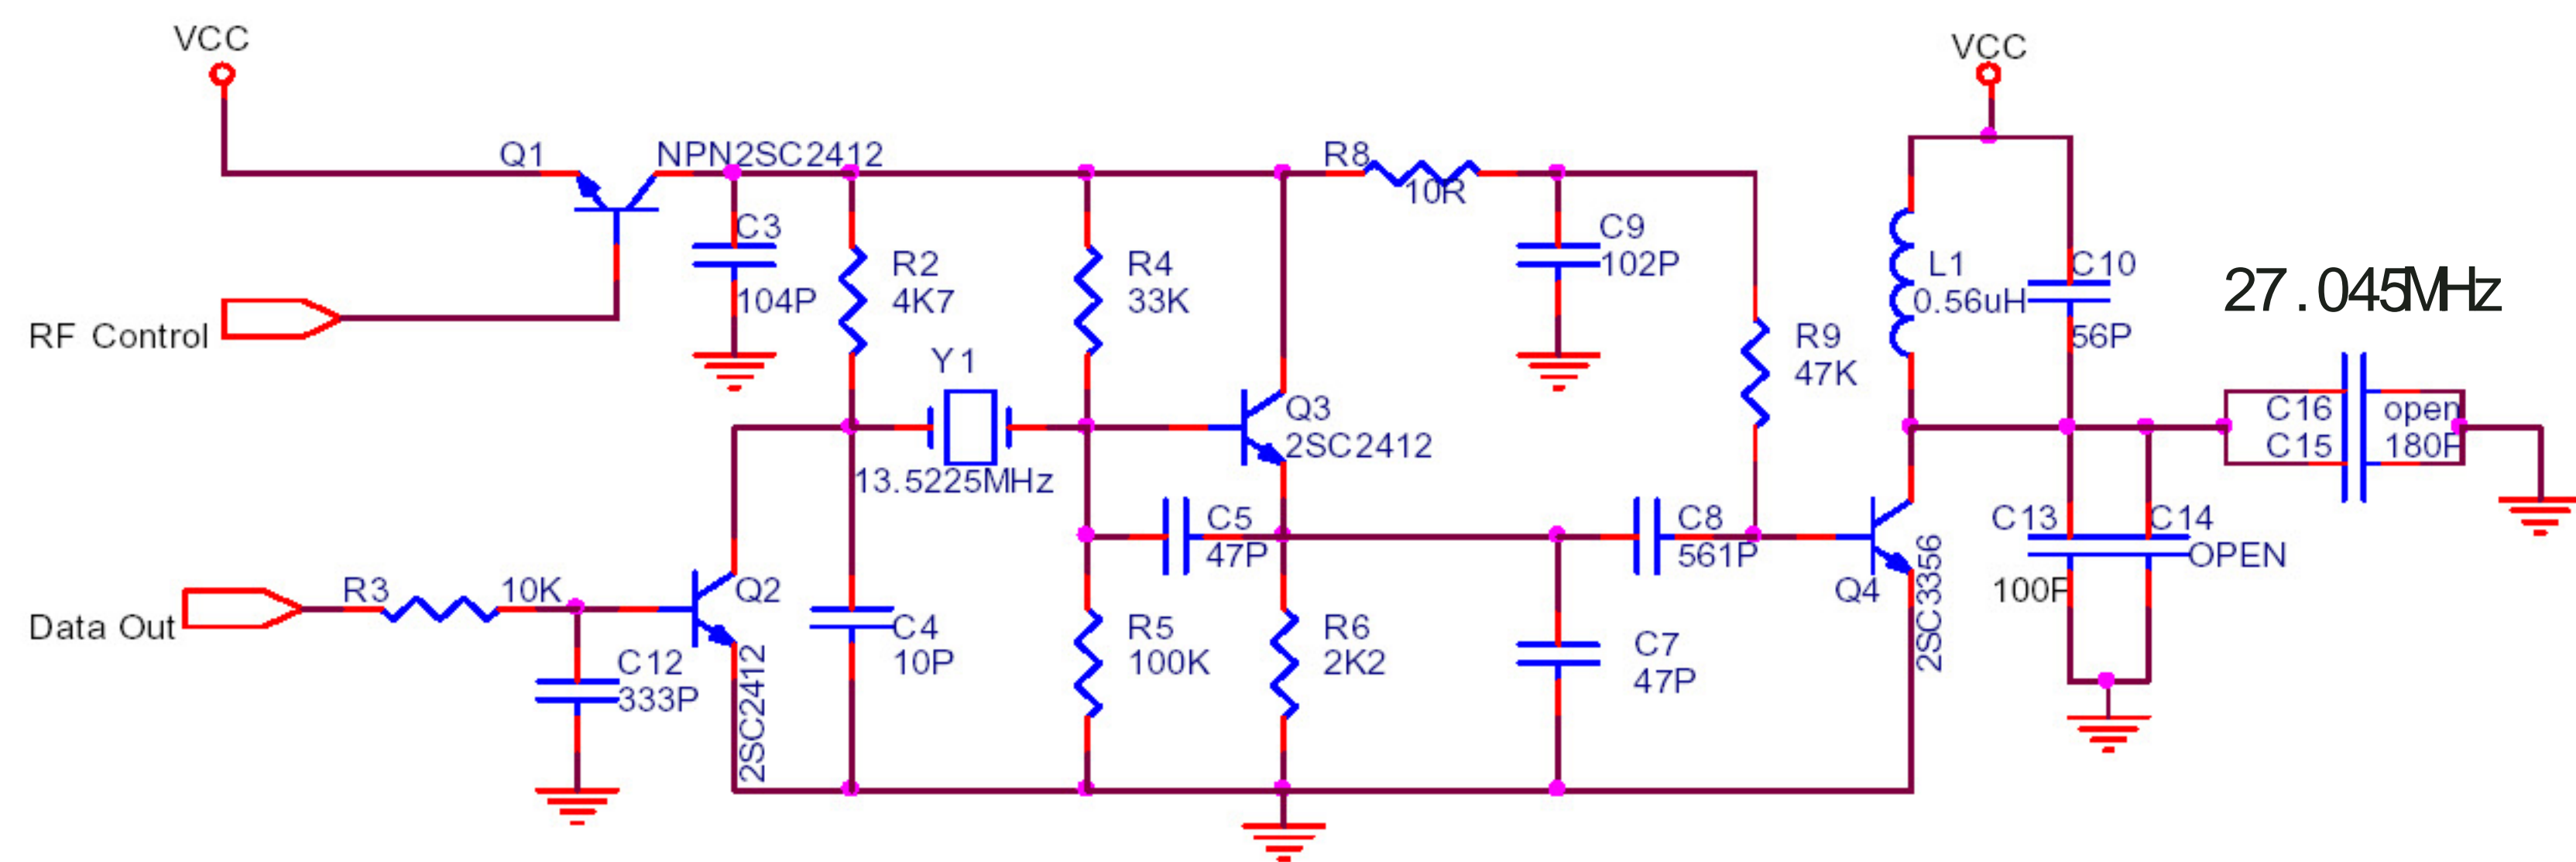 VCC
VCC
Q1
NPN2SC2412
R8
10R
C3
104P
R2
4K7
R4
33K
C9
102P
L1
0.56uH
C10
56P
27.045MHz
RF Control
Y1
13.5225MHz
Q3
2SC2412
R9
47K
C16
open
C15
180P
C5
47P
C8
561P
C13
100P
C14
OPEN
Data Out
R3
10K
Q2
2SC2412
C12
333P
C4
10P
R5
100K
R6
2K2
C7
47P
Q4
2SC3356